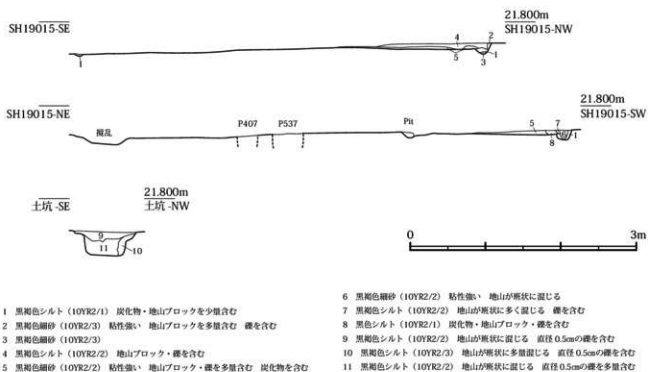 SH19015-SE
21.800m
SH19015-NW
4
2
1
5
3
1
SH19015-NE
21.800m
SH19015-SW
撹乱
P407
P537
Pit
5
7
1
8
土坑 -SE
21.800m
土坑 -NW
9
11
10
0
3m
1 黒褐色シルト（10YR2/1） 炭化物・地山ブロックを少量含む
2 黒褐色細砂（10YR2/3） 粘性強い 地山ブロックを多量含む 礫を含む
3 黒褐色細砂（10YR2/3）
4 黒褐色シルト（10YR2/2） 地山ブロック・礫を含む
5 黒褐色細砂（10YR2/2） 粘性強い 地山ブロック・礫を多量含む 炭化物を含む
6 黒褐色細砂（10YR2/2） 粘性強い 地山が斑状に混じる
7 黒褐色シルト（10YR2/2） 地山が斑状に多く混じる 礫を含む
8 黒色シルト（10YR2/1） 炭化物・地山ブロック・礫を含む
9 黒褐色シルト（10YR2/2） 地山が斑状に混じる 直径 0.5cmの礫を含む
10 黒褐色シルト（10YR2/3） 地山が斑状に多量混じる 直径 0.5cmの礫を含む
11 黒褐色シルト（10YR2/2） 地山が斑状に混じる 直径 0.5cmの礫を多量含む